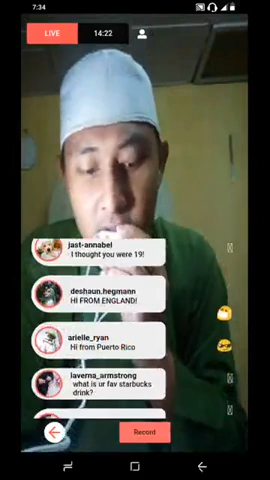 7:34
LIVE
14:22
jast-annabel
I thought you were 19!
deshaun.hegmann
HI FROM ENGLAND!
arielle_ryan
Hi from Puerto Rico
laverna_armstrong
what is ur fav starbucks
drink?
Record